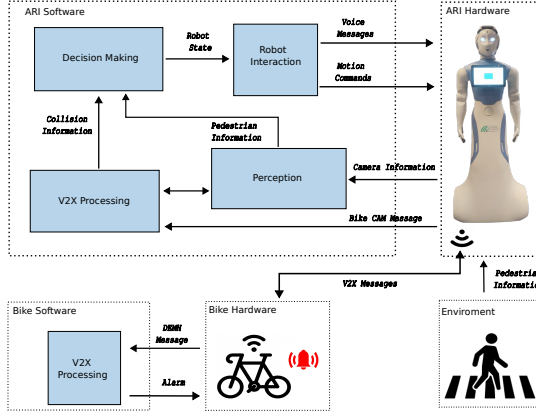 ARI Software
ARI Hardware
Decision Making
Robot
State
Robot
Interaction
Voice
Messages
Motion
Commands
Collision
Information
Pedestrian
Information
V2X Processing
Perception
Camera Information
Bike CAM Message
V2X Messages
Pedestrian
Information
Bike Software
V2X
Processing
DENM
Message
Alarm
Bike Hardware
Enviroment